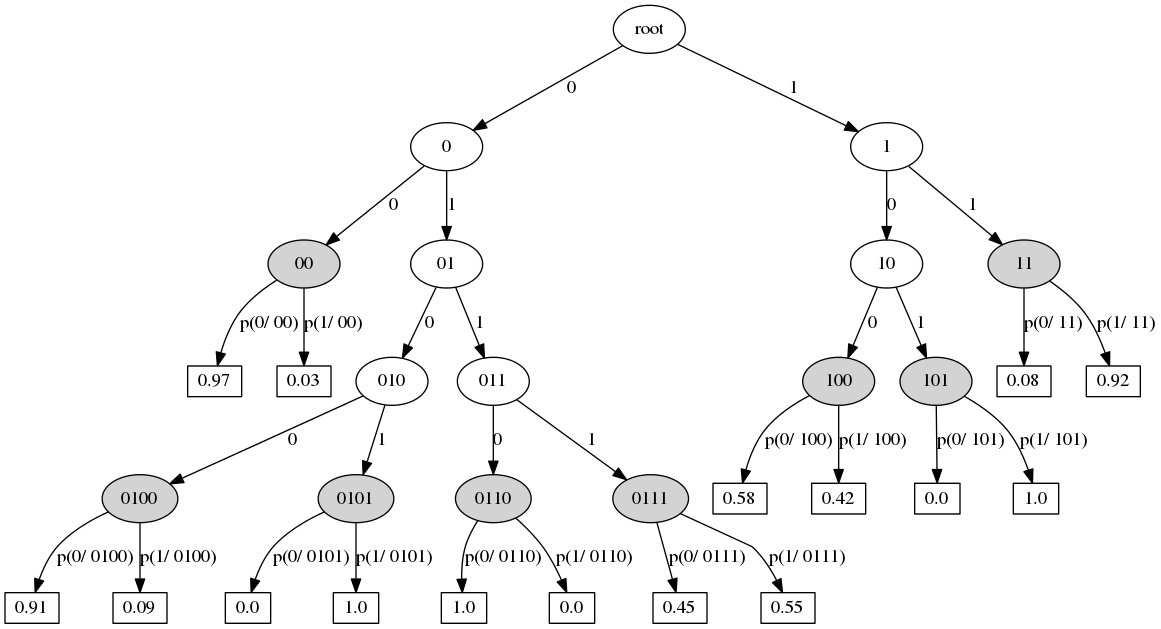 root
0 1
0 1
0 1 0 1
00 01 10 11
p(0/ 00) p(1/ 00) 0 1 0 1 p(0/ 11) p(1/ 11)
0.97 0.03 010 011 100 101 0.08 0.92
0 1 0 1 p(0/ 100) p(1/ 100) p(0/ 101) p(1/ 101)
0100 0101 0110 0111 0.58 0.42 0.0 1.0
p(0/ 0100) p(1/ 0100) p(0/ 0101) p(1/ 0101) p(0/ 0110) p(1/ 0110) p(0/ 0111) p(1/ 0111)
0.91 0.09 0.0 1.0 1.0 0.0 0.45 0.55